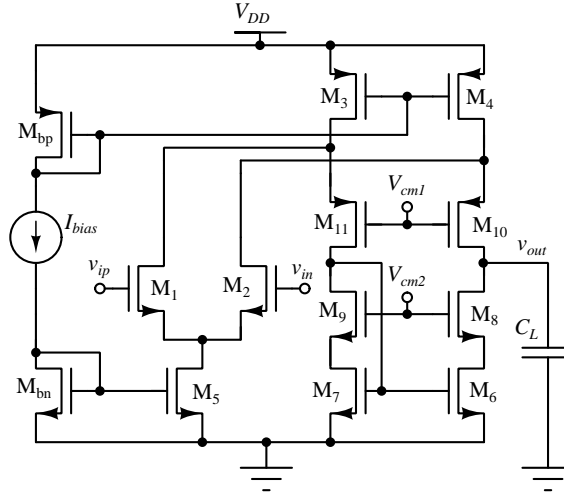 V_DD
M_3
M_4
M_bp
V_cm1
I_bias
M_11
M_10
v_out
v_ip
M_1
M_2
v_in
V_cm2
M_9
M_8
C_L
M_bn
M_5
M_7
M_6